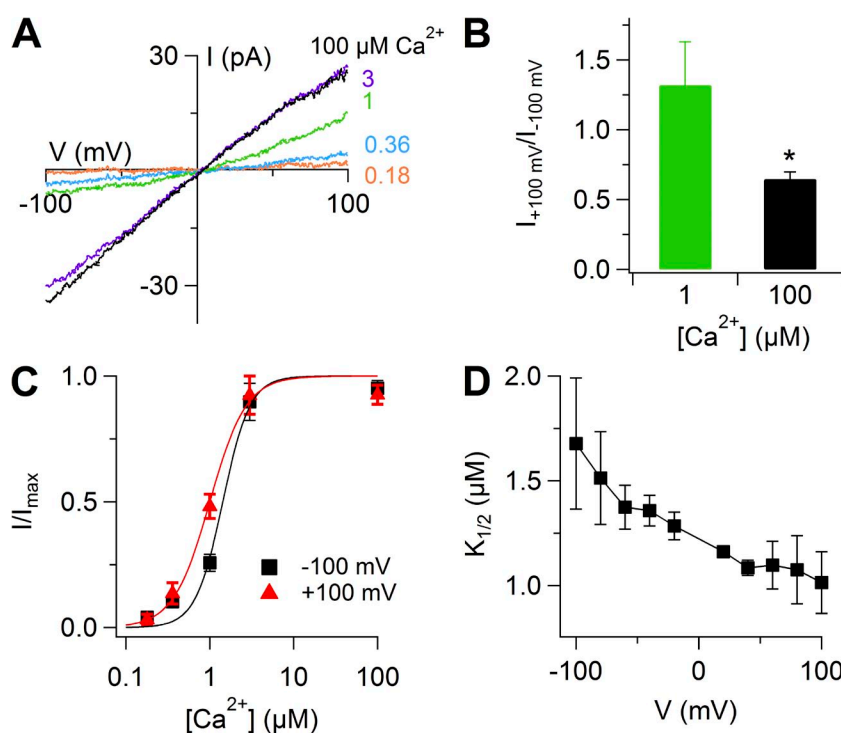 A
I (pA)
30
100 µM Ca²⁺
3
1
0.36
0.18
V (mV)
-100
100
-30
B
I₊₁₀₀ ₘᵥ/I₋₁₀₀ ₘᵥ
1.5
1.0
0.5
0.0
*
1
100
[Ca²⁺] (µM)
C
I/Iₘₐₓ
1.0
0.5
0.0
-100 mV
+100 mV
0.1
1
10
100
[Ca²⁺] (µM)
D
K₁/₂ (µM)
2.0
1.5
1.0
-100
0
100
V (mV)